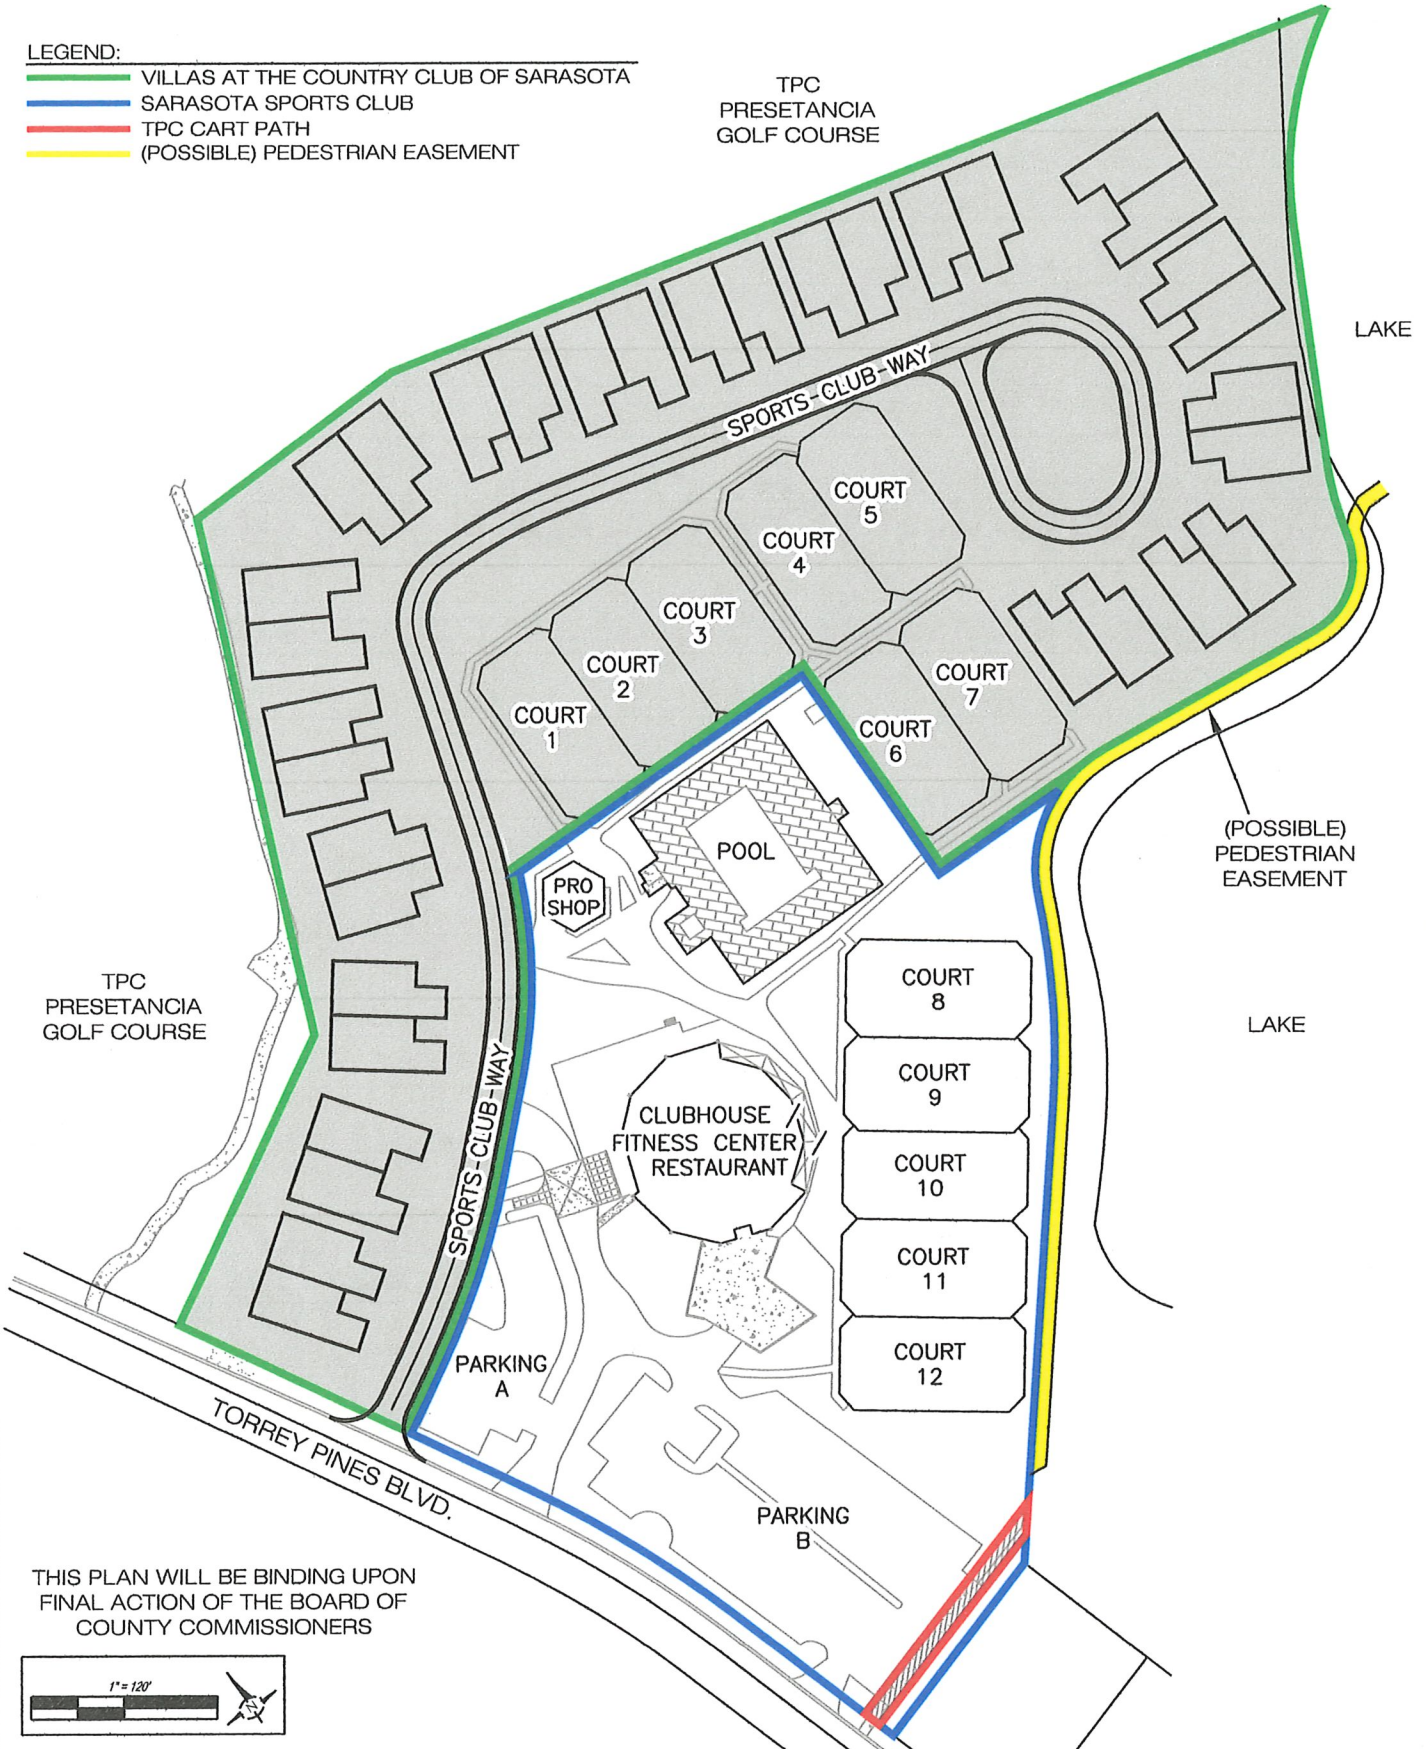 LEGEND:
VILLAS AT THE COUNTRY CLUB OF SARASOTA
SARASOTA SPORTS CLUB
TPC CART PATH
(POSSIBLE) PEDESTRIAN EASEMENT
TPC
PRESETANCIA
GOLF COURSE
LAKE
SPORTS-CLUB-WAY
COURT
5
COURT
4
COURT
3
COURT
2
COURT
1
COURT
7
COURT
6
(POSSIBLE)
PEDESTRIAN
EASEMENT
POOL
PRO
SHOP
TPC
PRESETANCIA
GOLF COURSE
COURT
8
LAKE
COURT
9
CLUBHOUSE
FITNESS CENTER
RESTAURANT
SPORTS-CLUB-WAY
COURT
10
COURT
11
COURT
12
PARKING
A
TORREY PINES BLVD.
PARKING
B
THIS PLAN WILL BE BINDING UPON
FINAL ACTION OF THE BOARD OF
COUNTY COMMISSIONERS
1" = 120'
N